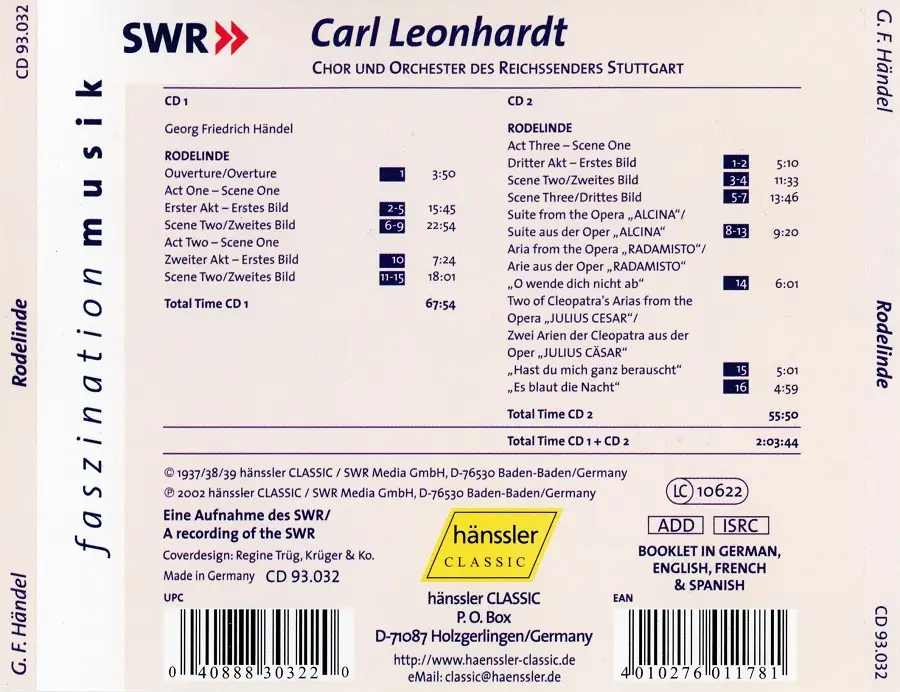 CD 93.032
Rodelinde
G. F. Händel
faszination musik
SWR
Carl Leonhardt
CHOR UND ORCHESTER DES REICHSSENDERS STUTTGART
CD 1
Georg Friedrich Händel
RODELINDE
Ouverture/Overture 1 3:50
Act One – Scene One
Erster Akt – Erstes Bild 2-5 15:45
Scene Two/Zweites Bild 6-9 22:54
Act Two – Scene One
Zweiter Akt – Erstes Bild 10 7:24
Scene Two/Zweites Bild 11-15 18:01
Total Time CD 1 67:54
CD 2
RODELINDE
Act Three – Scene One
Dritter Akt – Erstes Bild 1-2 5:10
Scene Two/Zweites Bild 3-4 11:33
Scene Three/Drittes Bild 5-7 13:46
Suite from the Opera „ALCINA“/
Suite aus der Oper „ALCINA“ 8-13 9:20
Aria from the Opera „RADAMISTO“/
Arie aus der Oper „RADAMISTO“
„O wende dich nicht ab“ 14 6:01
Two of Cleopatra's Arias from the
Opera „JULIUS CESAR“/
Zwei Arien der Cleopatra aus der
Oper „JULIUS CÄSAR“
„Hast du mich ganz berauscht“ 15 5:01
„Es blaut die Nacht“ 16 4:59
Total Time CD 2 55:50
Total Time CD 1 + CD 2 2:03:44
© 1937/38/39 hänssler CLASSIC / SWR Media GmbH, D-76530 Baden-Baden/Germany
℗ 2002 hänssler CLASSIC / SWR Media GmbH, D-76530 Baden-Baden/Germany
Eine Aufnahme des SWR/
A recording of the SWR
Coverdesign: Regine Trüg, Krüger & Ko.
Made in Germany CD 93.032
UPC
0 40888 30322 0
hänssler
CLASSIC
hänssler CLASSIC
P. O. Box
D-71087 Holzgerlingen/Germany
http://www.haenssler-classic.de
eMail: classic@haenssler.de
LC 10622
ADD ISRC
BOOKLET IN GERMAN,
ENGLISH, FRENCH
& SPANISH
EAN
4 010276 011781
G. F. Händel
Rodelinde
CD 93.032